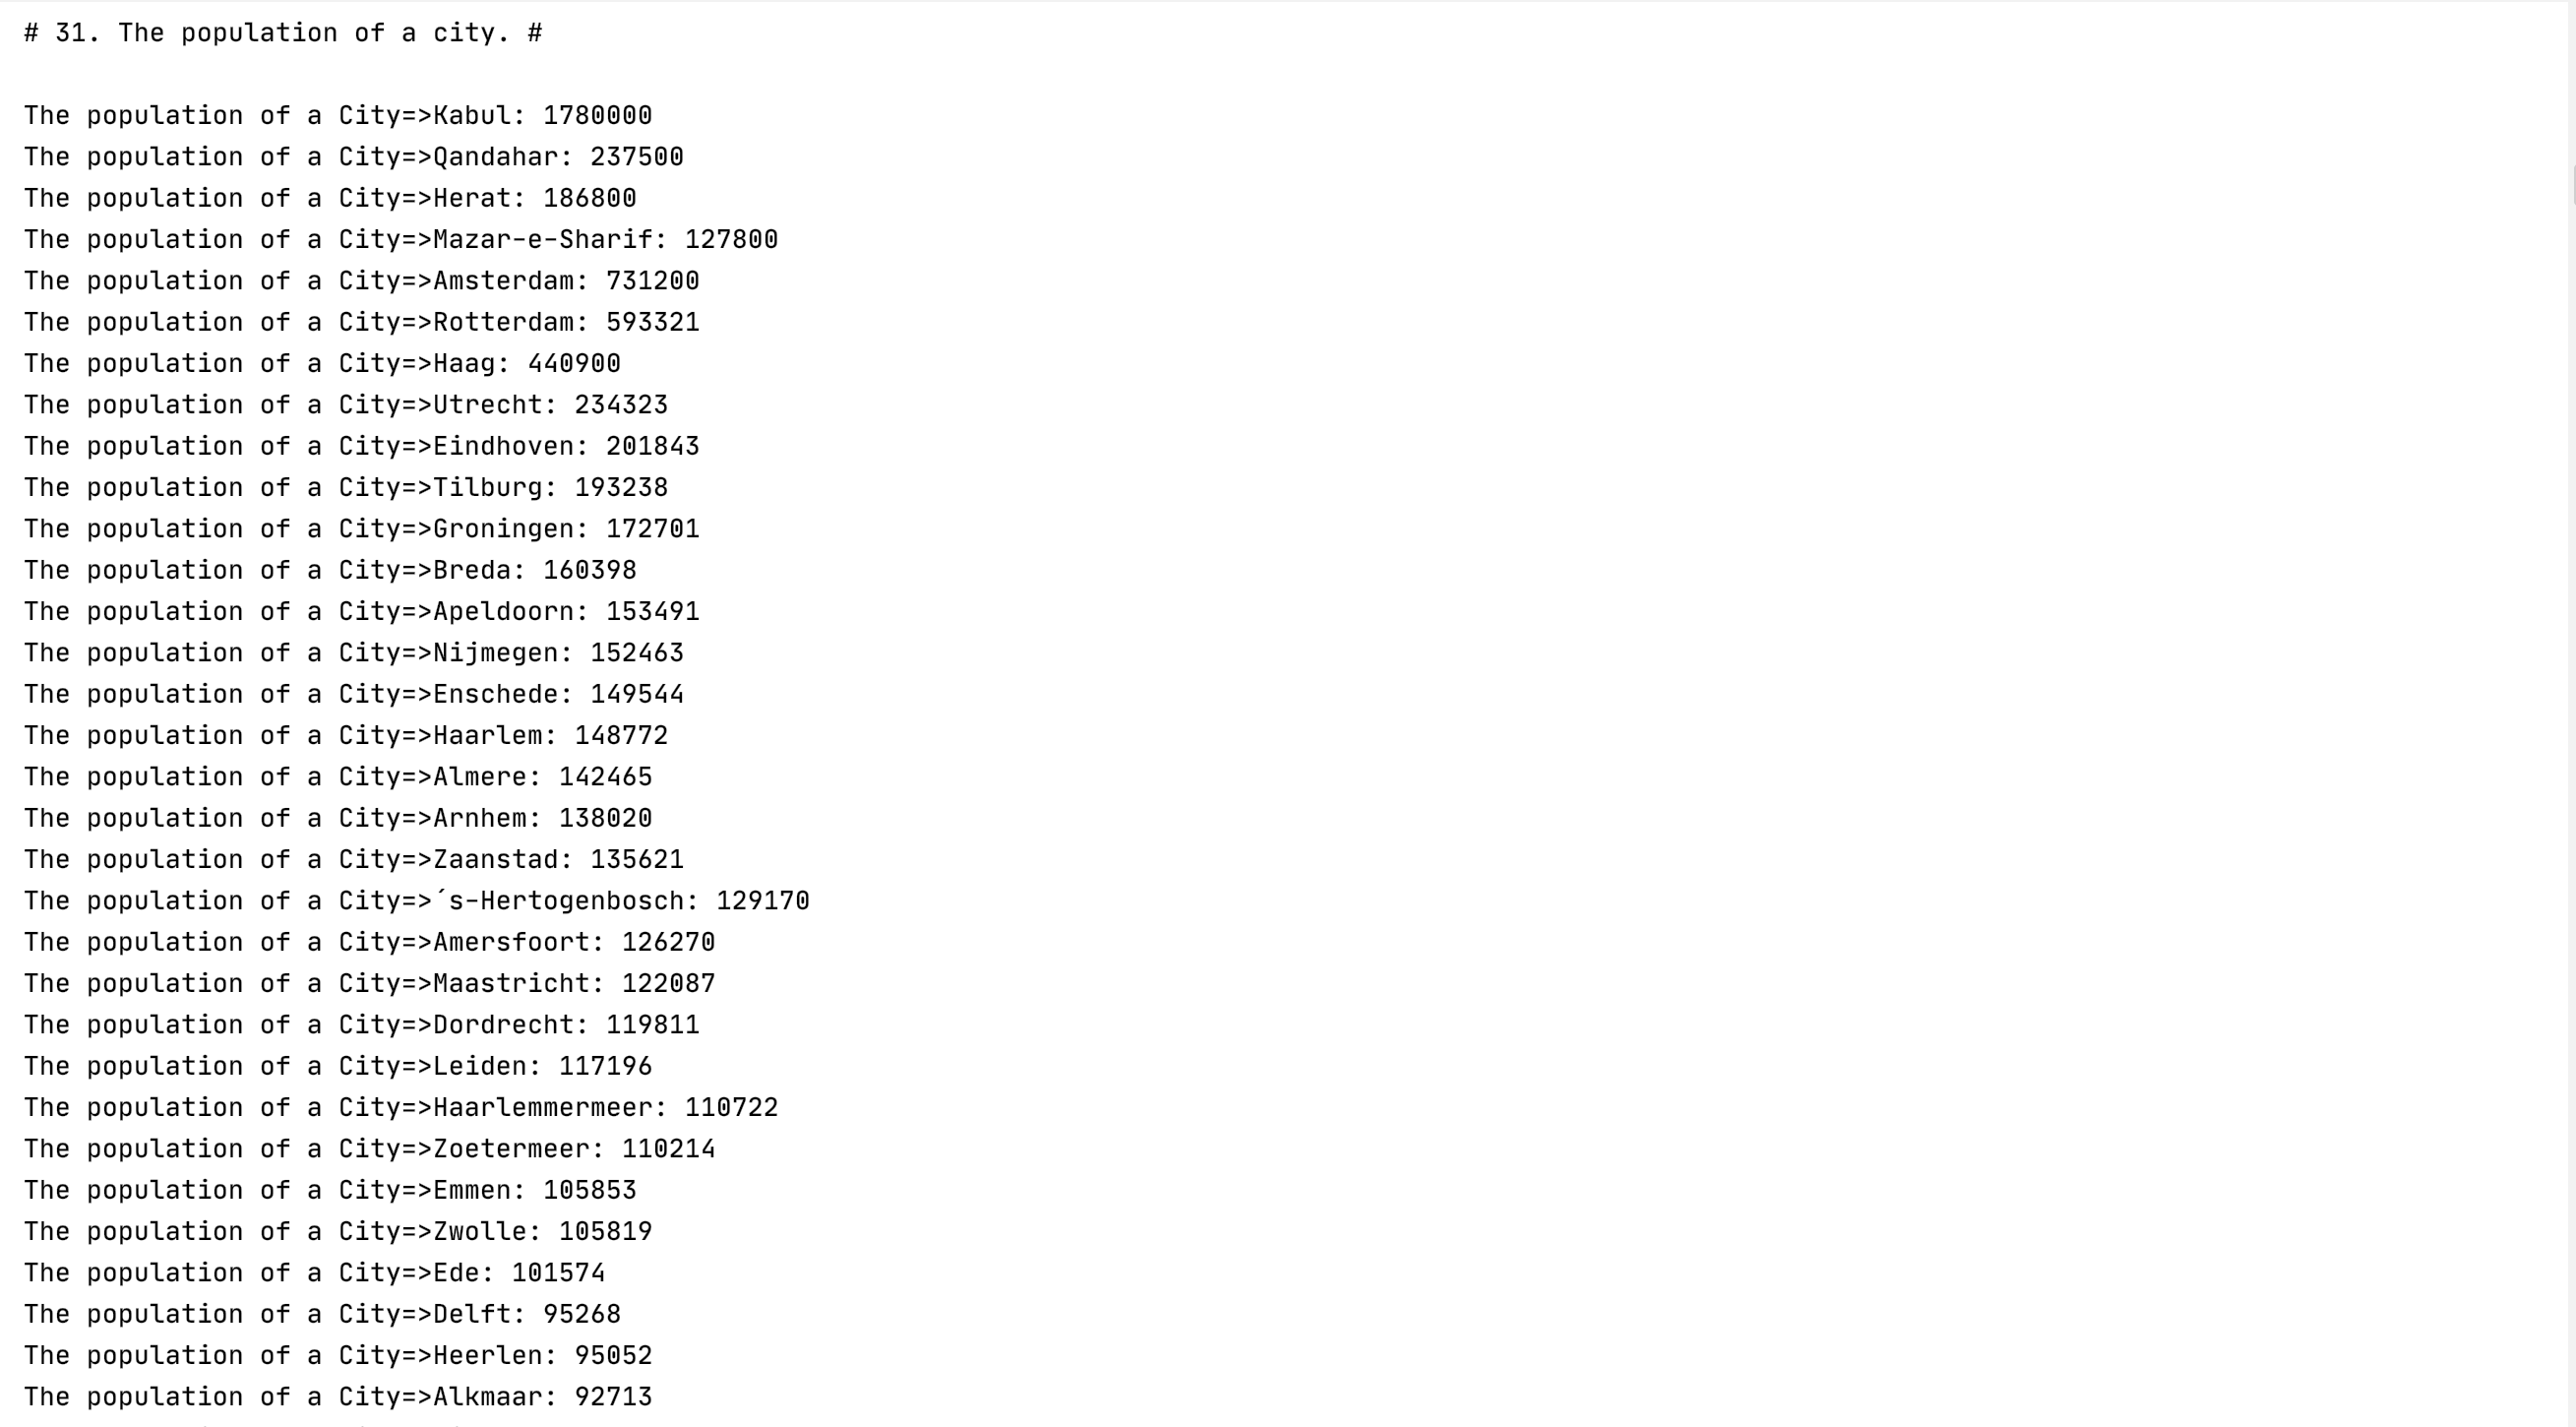 # 31. The population of a city. #
The population of a City=>Kabul: 1780000
The population of a City=>Qandahar: 237500
The population of a City=>Herat: 186800
The population of a City=>Mazar-e-Sharif: 127800
The population of a City=>Amsterdam: 731200
The population of a City=>Rotterdam: 593321
The population of a City=>Haag: 440900
The population of a City=>Utrecht: 234323
The population of a City=>Eindhoven: 201843
The population of a City=>Tilburg: 193238
The population of a City=>Groningen: 172701
The population of a City=>Breda: 160398
The population of a City=>Apeldoorn: 153491
The population of a City=>Nijmegen: 152463
The population of a City=>Enschede: 149544
The population of a City=>Haarlem: 148772
The population of a City=>Almere: 142465
The population of a City=>Arnhem: 138020
The population of a City=>Zaanstad: 135621
The population of a City=>´s-Hertogenbosch: 129170
The population of a City=>Amersfoort: 126270
The population of a City=>Maastricht: 122087
The population of a City=>Dordrecht: 119811
The population of a City=>Leiden: 117196
The population of a City=>Haarlemmermeer: 110722
The population of a City=>Zoetermeer: 110214
The population of a City=>Emmen: 105853
The population of a City=>Zwolle: 105819
The population of a City=>Ede: 101574
The population of a City=>Delft: 95268
The population of a City=>Heerlen: 95052
The population of a City=>Alkmaar: 92713